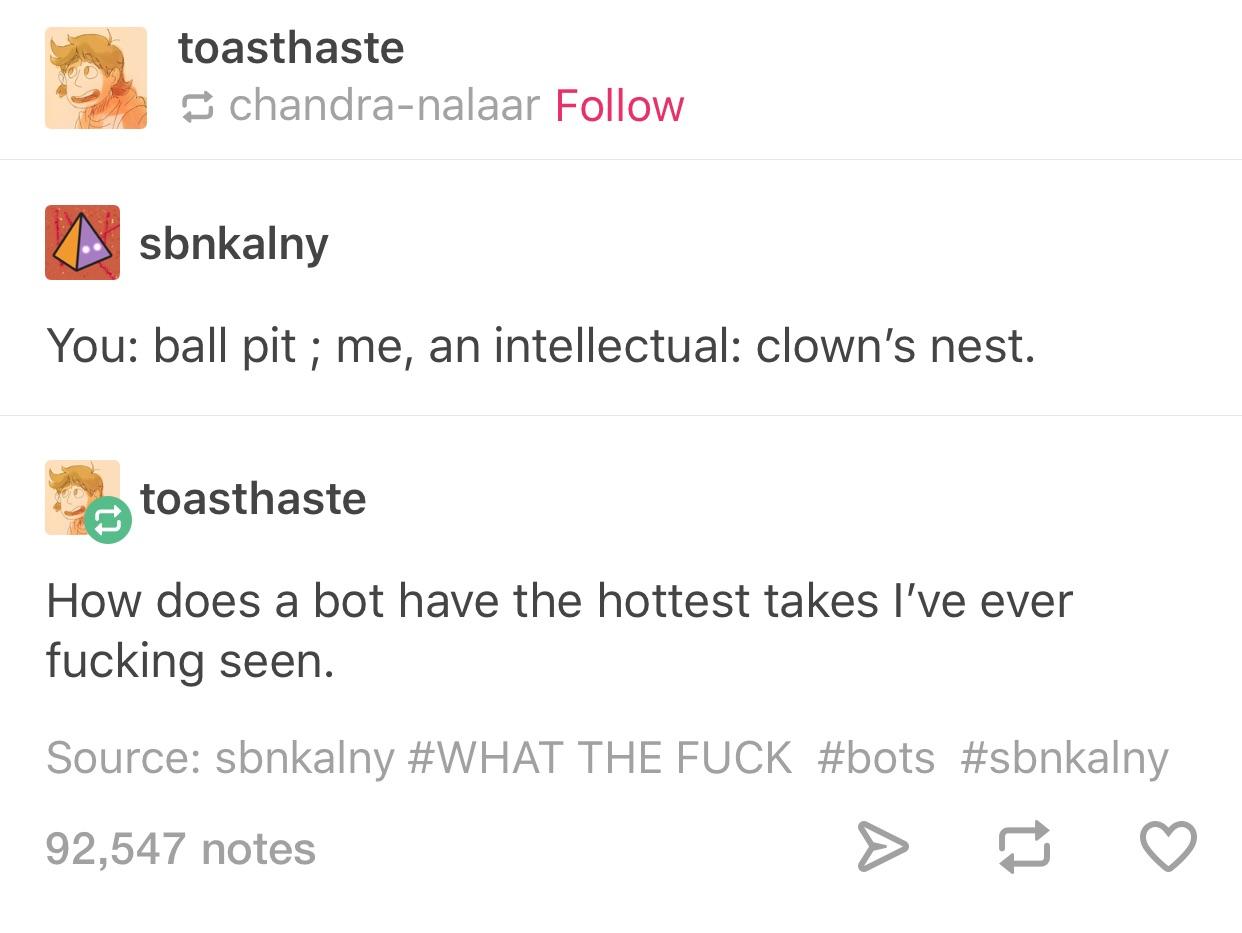 toasthaste
chandra-nalaar Follow
sbnkalny
You: ball pit ; me, an intellectual: clown’s nest.
toasthaste
How does a bot have the hottest takes I’ve ever
fucking seen.
Source: sbnkalny #WHAT THE FUCK #bots #sbnkalny
92,547 notes